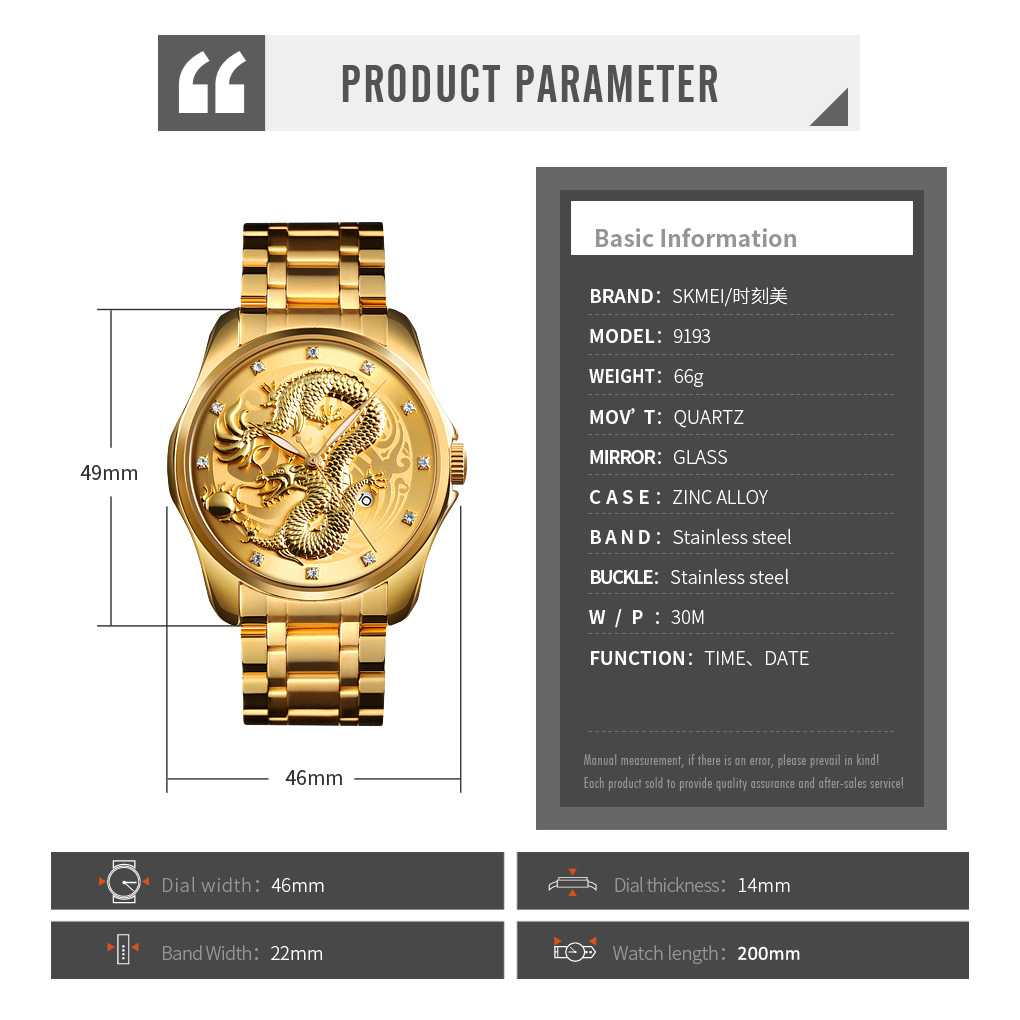 PRODUCT PARAMETER
Basic Information
BRAND: SKMEI/时刻美
MODEL: 9193
WEIGHT: 66g
MOV'T: QUARTZ
MIRROR: GLASS
CASE: ZINC ALLOY
BAND: Stainless steel
BUCKLE: Stainless steel
W/P: 30M
FUNCTION: TIME、DATE
Manual measurement, if there is an error, please prevail in kind!
Each product sold to provide quality assurance and after-sales service!
49mm
46mm
Dial width: 46mm
Dial thickness: 14mm
Band Width: 22mm
Watch length: 200mm